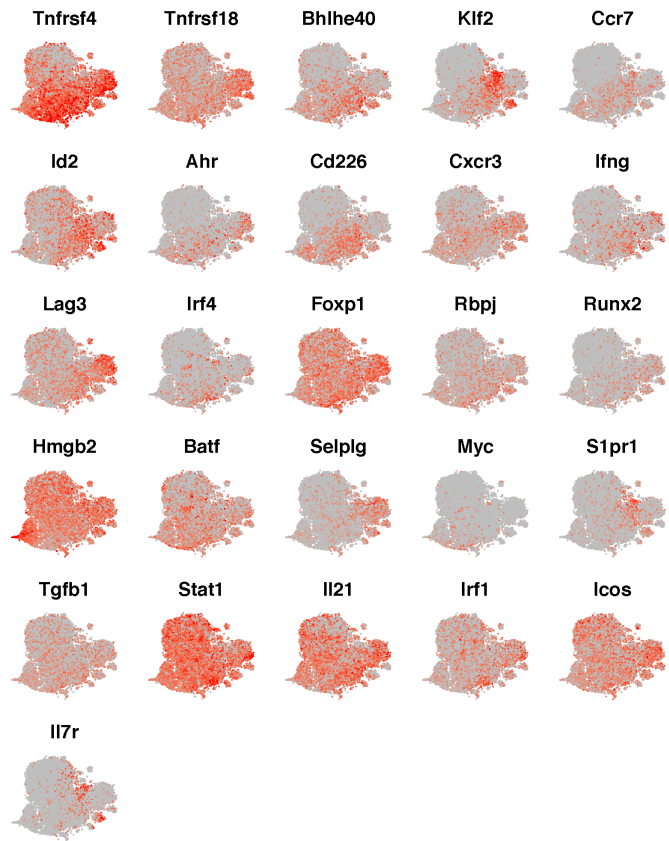 Tnfrsf4 Tnfrsf18 Bhlhe40 Klf2 Ccr7
Id2 Ahr Cd226 Cxcr3 Ifng
Lag3 Irf4 Foxp1 Rbpj Runx2
Hmgb2 Batf Selplg Myc S1pr1
Tgfb1 Stat1 Il21 Irf1 Icos
Il7r